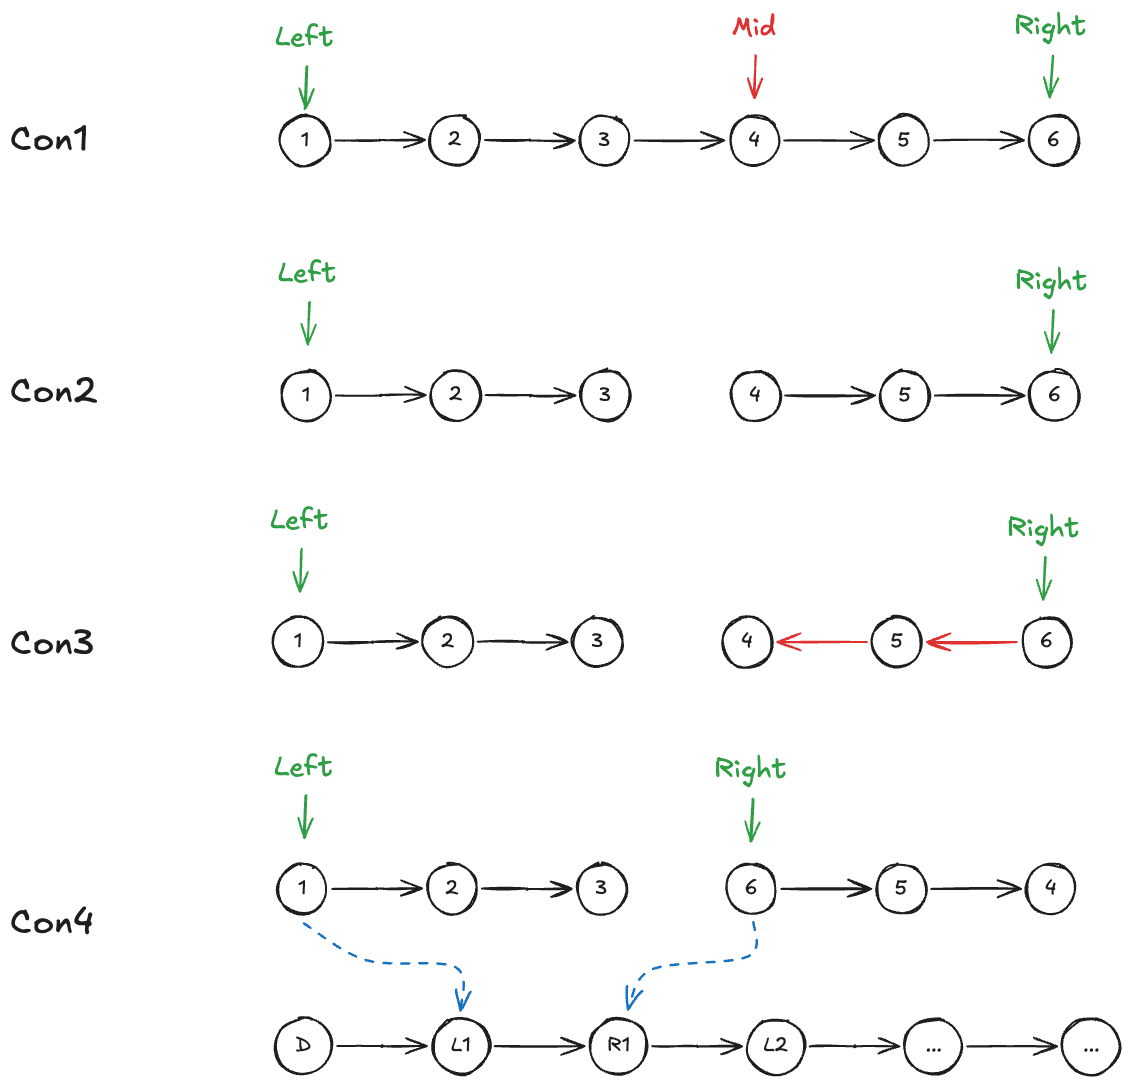 Left Mid Right
Con1 1 2 3 4 5 6
Left Right
Con2 1 2 3 4 5 6
Left Right
Con3 1 2 3 4 5 6
Left Right
1 2 3 6 5 4
Con4
D L1 R1 L2 ... ...